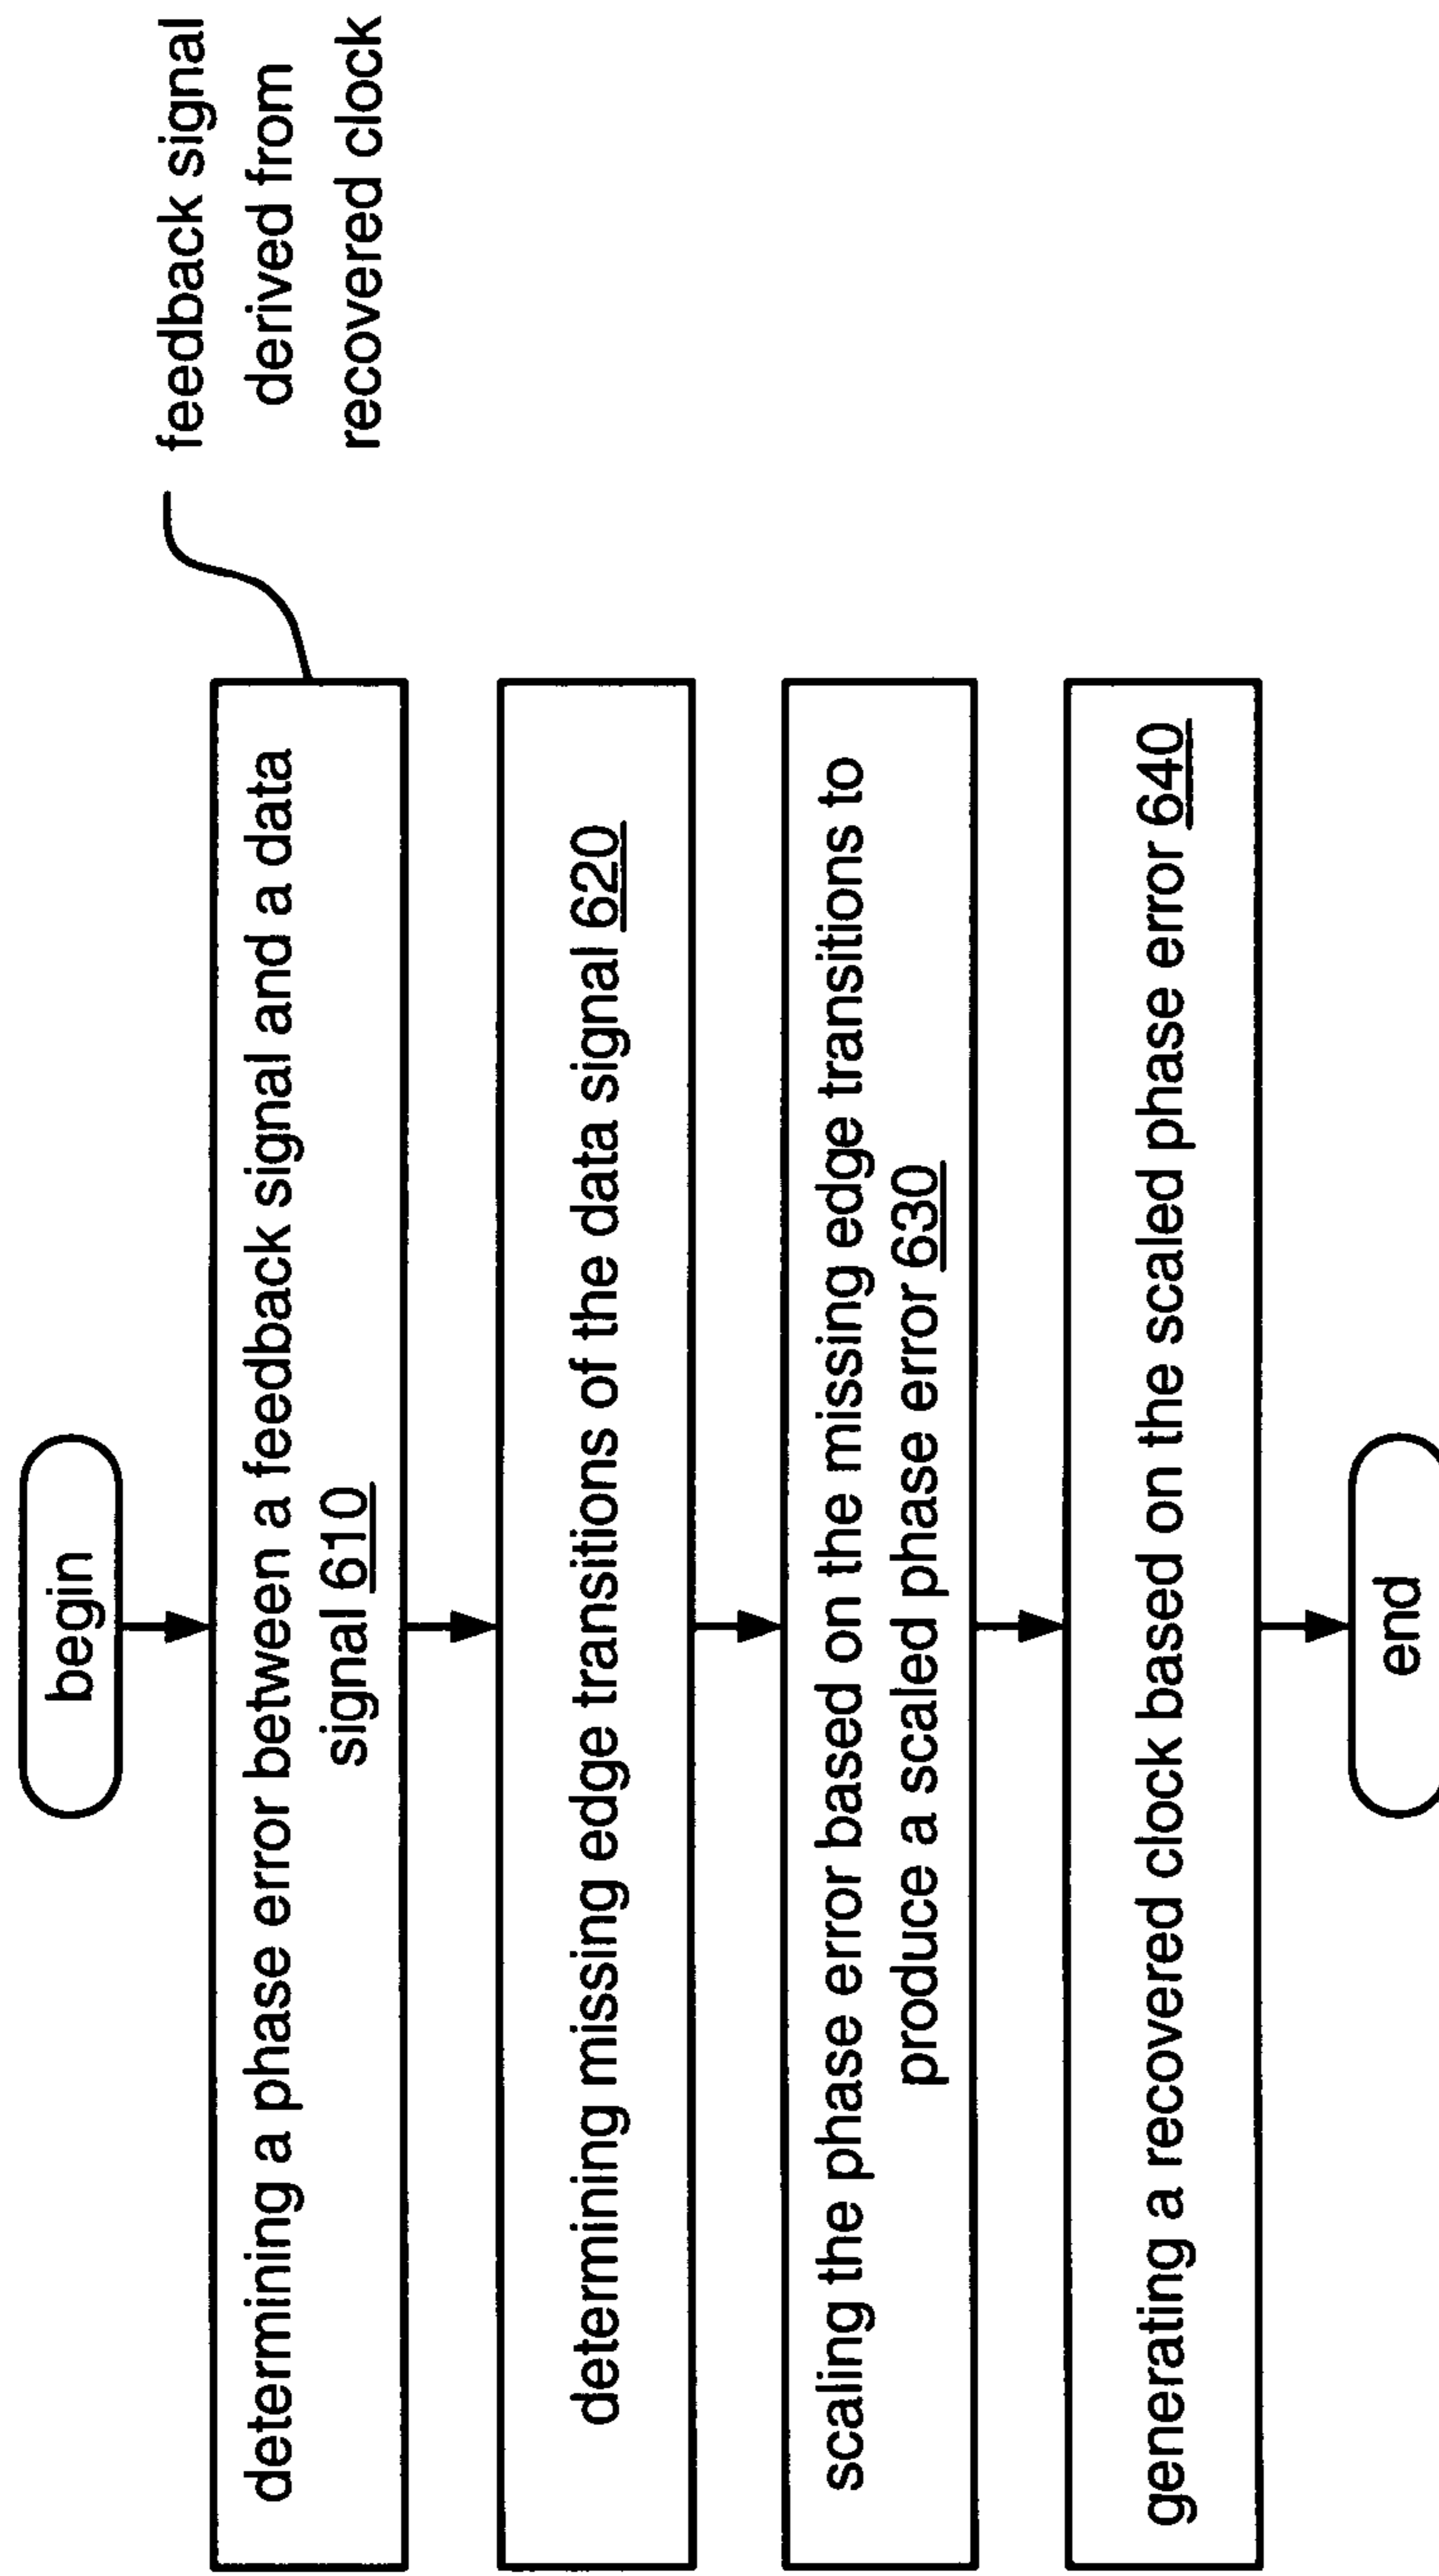 begin
determining a phase error between a feedback signal and a data
signal 610
feedback signal
derived from
recovered clock
determining missing edge transitions of the data signal 620
scaling the phase error based on the missing edge transitions to
produce a scaled phase error 630
generating a recovered clock based on the scaled phase error 640
end